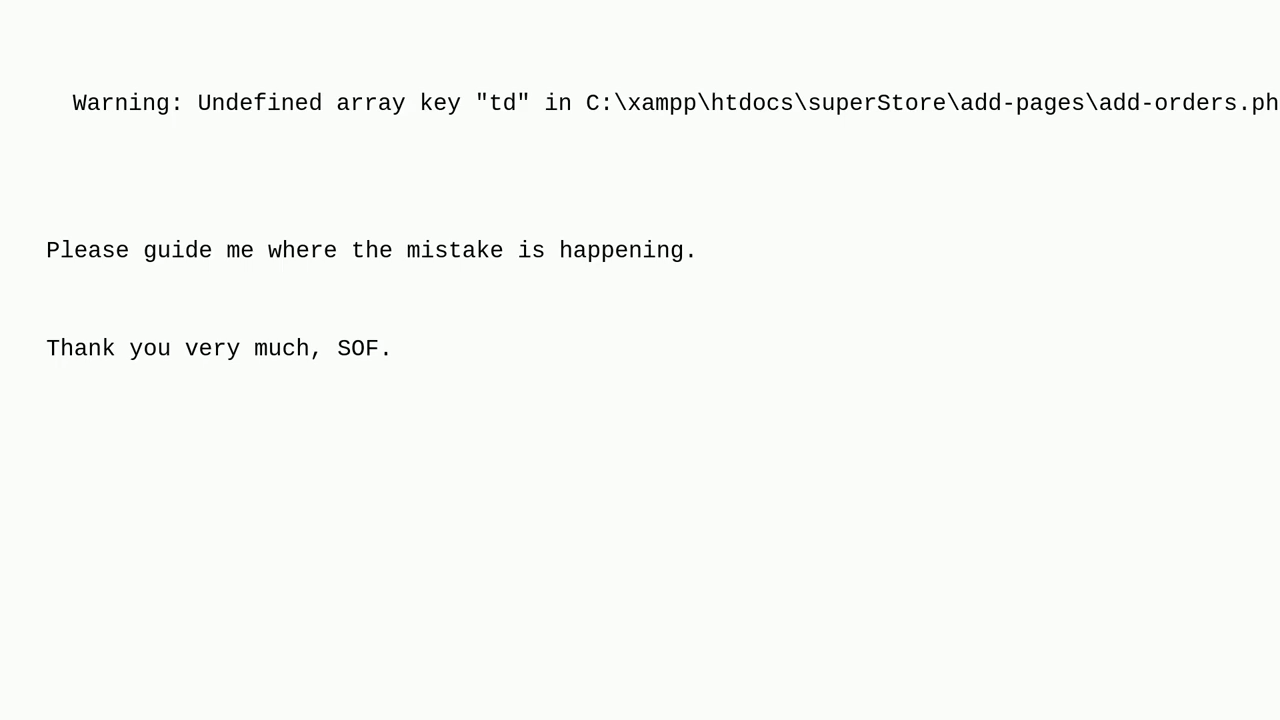 Warning: Undefined array key "td" in C:\xampp\htdocs\superStore\add-pages\add-orders.ph
Please guide me where the mistake is happening.
Thank you very much, SOF.